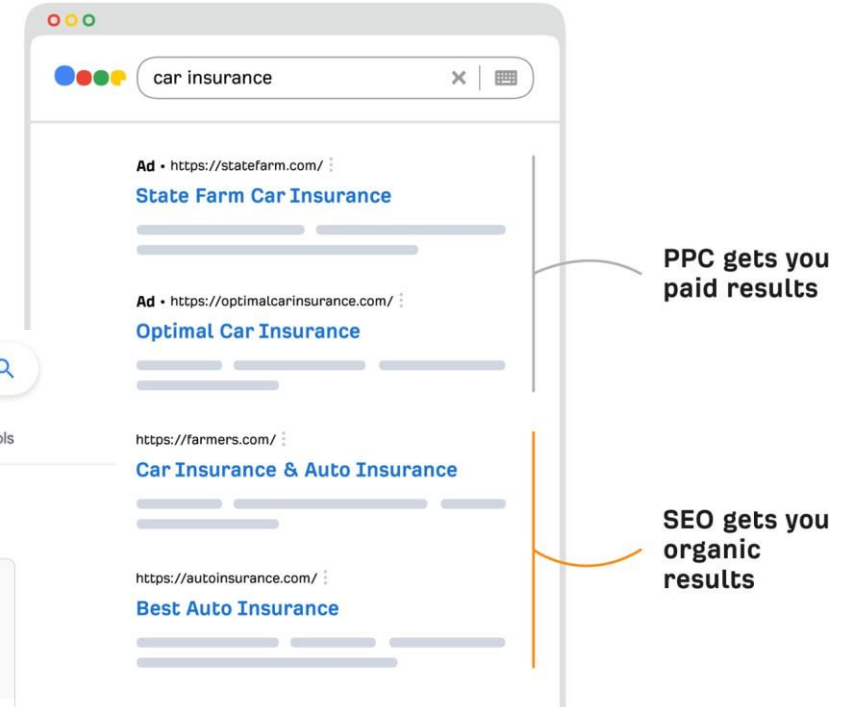 car insurance
Ad • https://statefarm.com/
State Farm Car Insurance
PPC gets you
paid results
Ad • https://optimalcarinsurance.com/
Optimal Car Insurance
ols
https://farmers.com/
Car Insurance & Auto Insurance
SEO gets you
organic
results
https://autoinsurance.com/
Best Auto Insurance